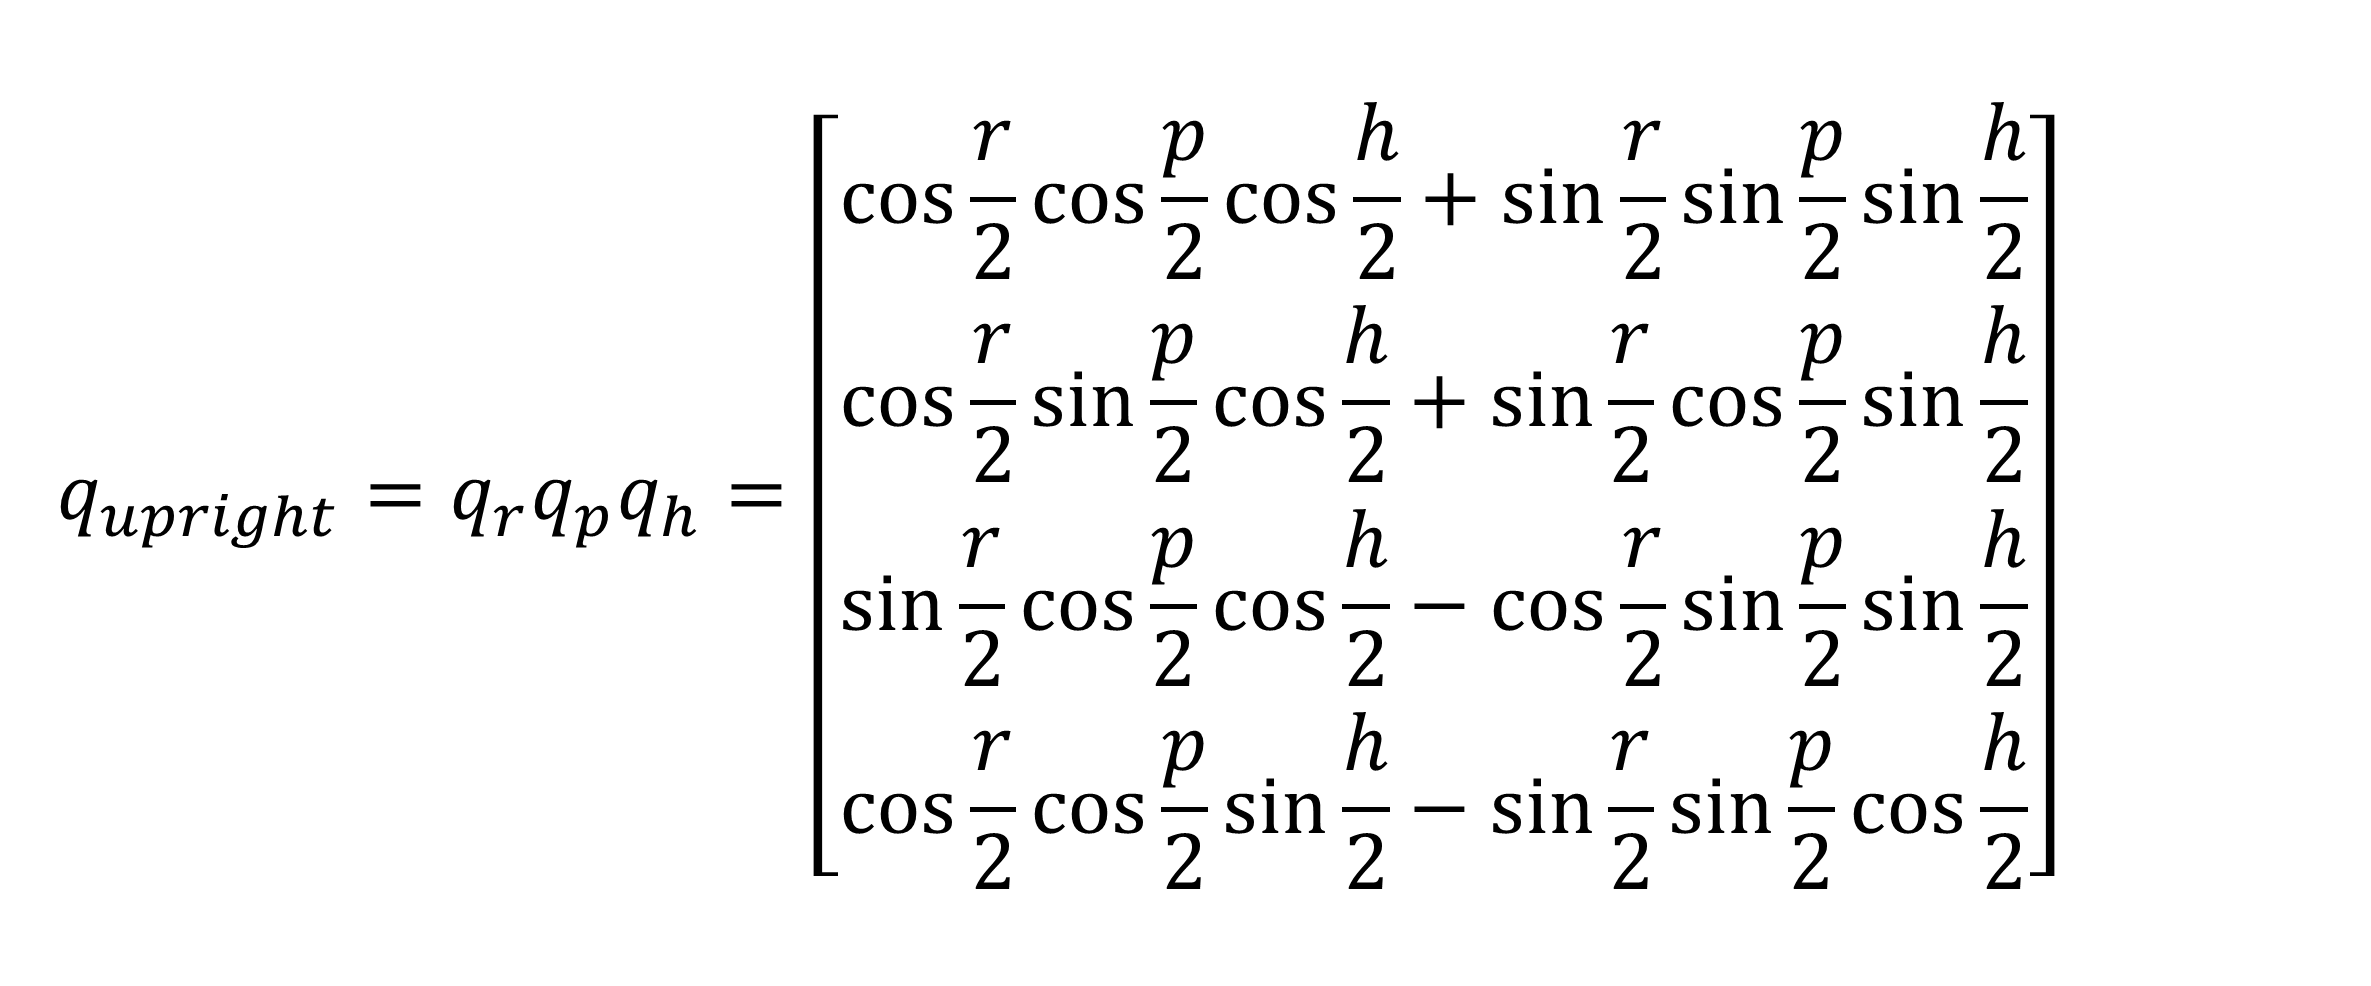 cos r/2 cos p/2 cos h/2 + sin r/2 sin p/2 sin h/2
cos r/2 sin p/2 cos h/2 + sin r/2 cos p/2 sin h/2
q_upright = q_r q_p q_h =
sin r/2 cos p/2 cos h/2 − cos r/2 sin p/2 sin h/2
cos r/2 cos p/2 sin h/2 − sin r/2 sin p/2 cos h/2